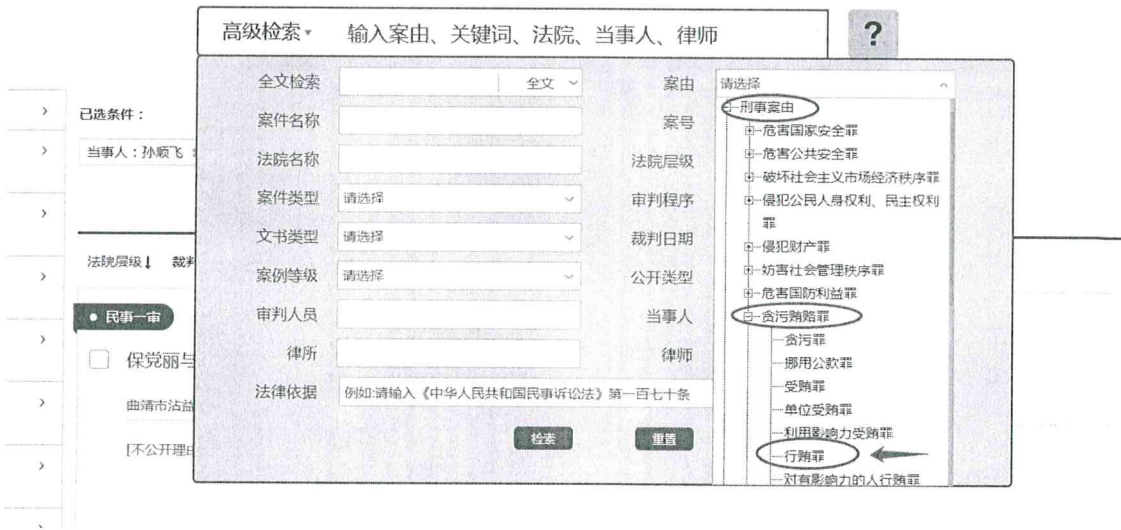 高级检索▾ 输入案由、关键词、法院、当事人、律师 ?
全文检索 全文 案由 请选择
案件名称 案号
法院名称 法院层级
案件类型 请选择 审判程序
文书类型 请选择 裁判日期
案例等级 请选择 公开类型
审判人员 当事人
律所 律师
法律依据 例如:请输入《中华人民共和国民事诉讼法》第一百七十条
检索 重置
刑事案由
危害国家安全罪
危害公共安全罪
破坏社会主义市场经济秩序罪
侵犯公民人身权利、民主权利
罪
侵犯财产罪
妨害社会管理秩序罪
危害国防利益罪
贪污贿赂罪
贪污罪
挪用公款罪
受贿罪
单位受贿罪
利用影响力受贿罪
行贿罪
对有影响力的人行贿罪
已选条件：
当事人：孙顺飞
法院层级↓ 裁判
• 民事一审
保党丽与
曲靖市沾益
[不公开理由